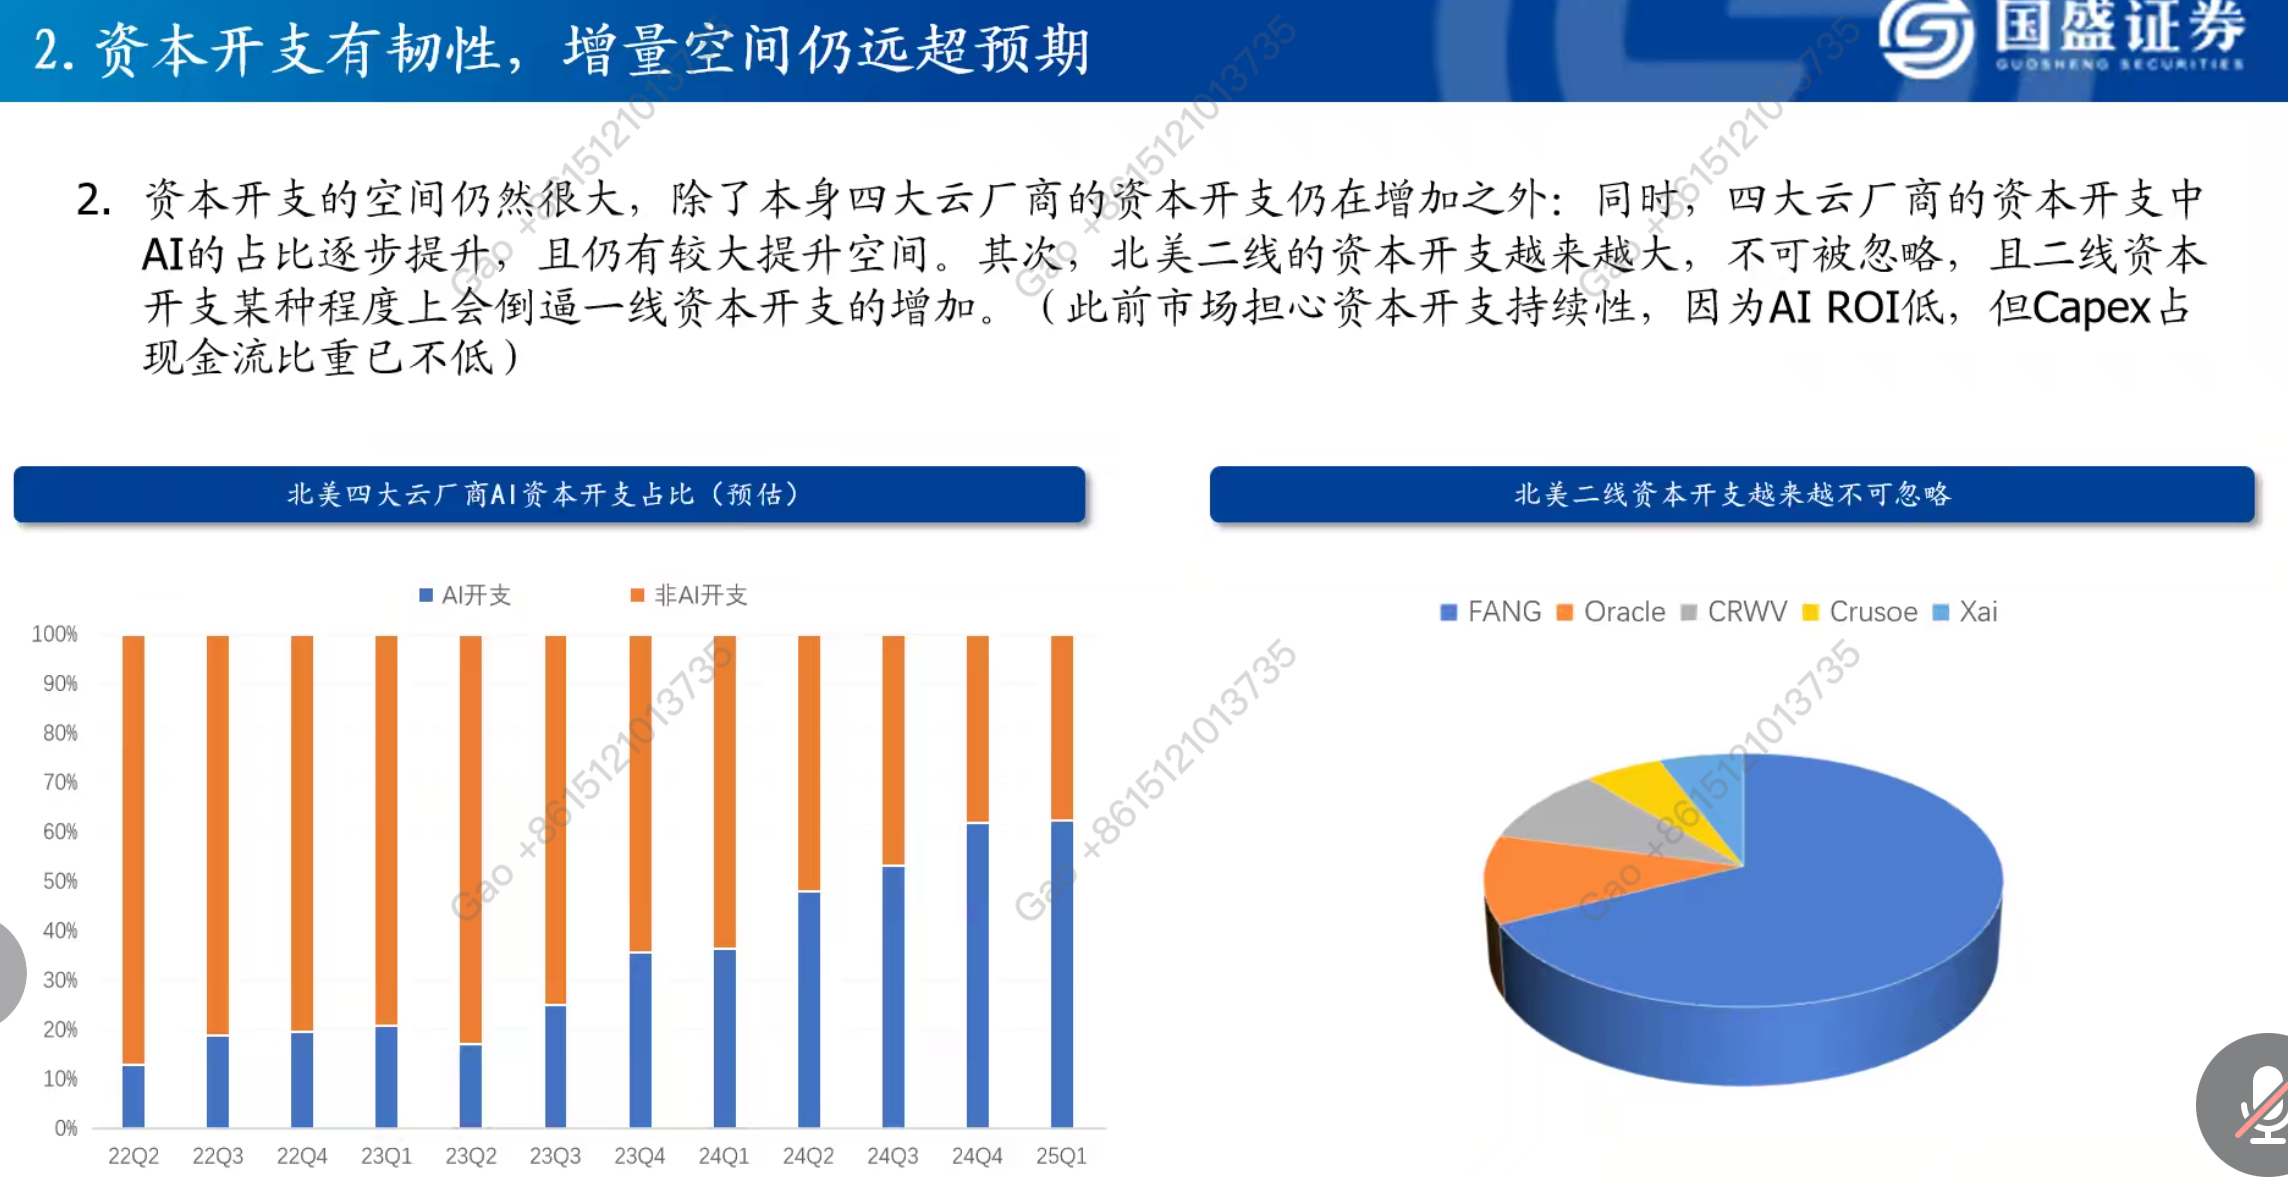 2. 资本开支有韧性，增量空间仍远超预期
国盛证券
GUOSHENG SECURITIES
2. 资本开支的空间仍然很大，除了本身四大云厂商的资本开支仍在增加之外：同时，四大云厂商的资本开支中
AI的占比逐步提升，且仍有较大提升空间。其次，北美二线的资本开支越来越大，不可被忽略，且二线资本
开支某种程度上会倒逼一线资本开支的增加。（此前市场担心资本开支持续性，因为AI ROI低，但Capex占
现金流比重已不低）
北美四大云厂商AI资本开支占比（预估）
北美二线资本开支越来越不可忽略
AI开支 非AI开支
FANG Oracle CRWV Crusoe Xai
100%
90%
80%
70%
60%
50%
40%
30%
20%
10%
0%
22Q2 22Q3 22Q4 23Q1 23Q2 23Q3 23Q4 24Q1 24Q2 24Q3 24Q4 25Q1
Gao +8615121013735
Gao +8615121013735
Gao +8615121013735
Gao +8615121013735
Gao +8615121013735
Gao +8615121013735